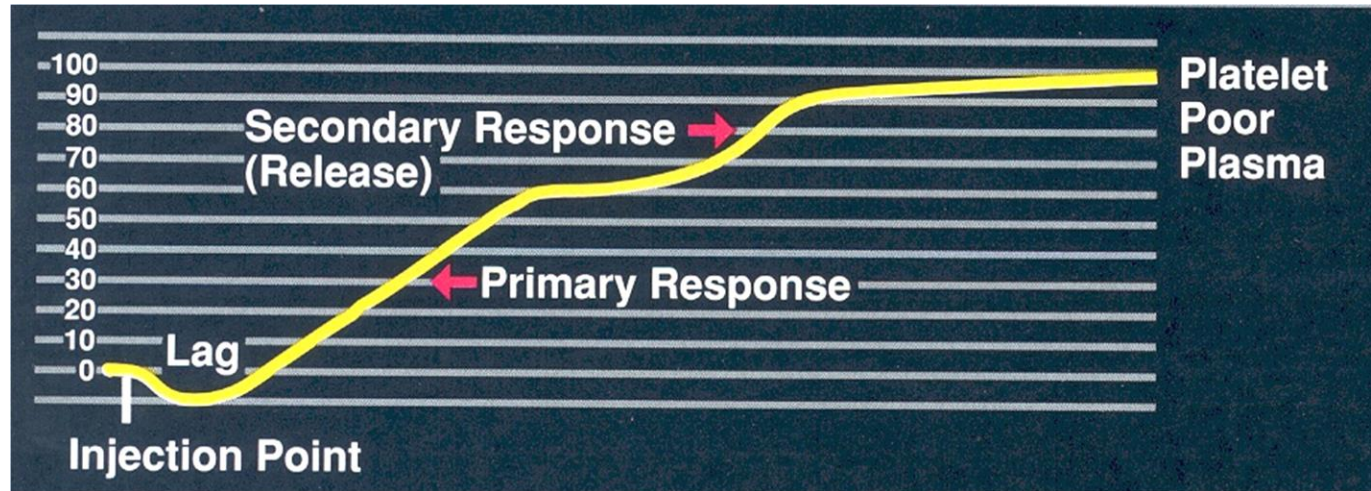 100
90
Secondary Response
80
(Release)
70
60
50
40
30
Primary Response
20
10
Lag
0
Injection Point
Platelet
Poor
Plasma